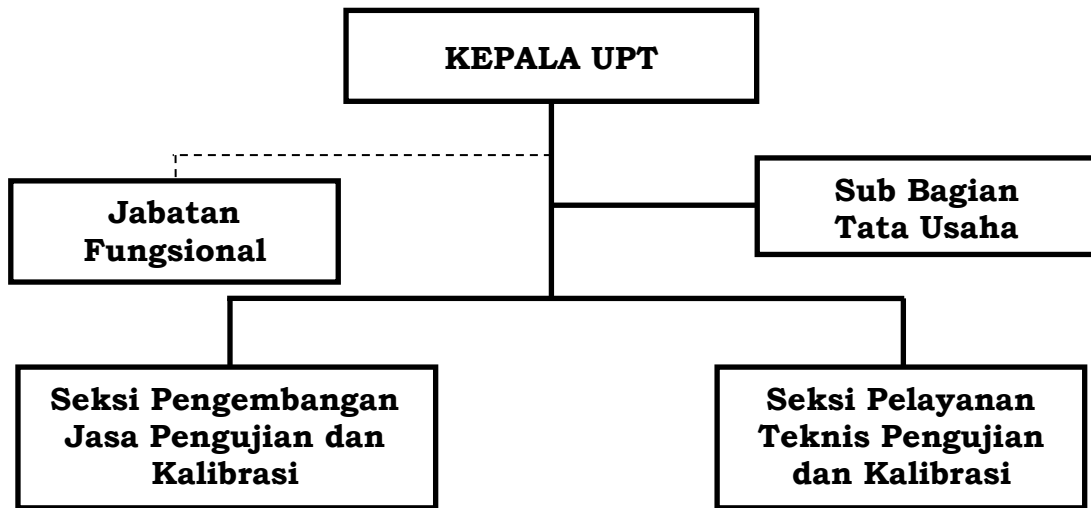 KEPALA UPT
Jabatan
Fungsional
Sub Bagian
Tata Usaha
Seksi Pengembangan
Jasa Pengujian dan
Kalibrasi
Seksi Pelayanan
Teknis Pengujian
dan Kalibrasi